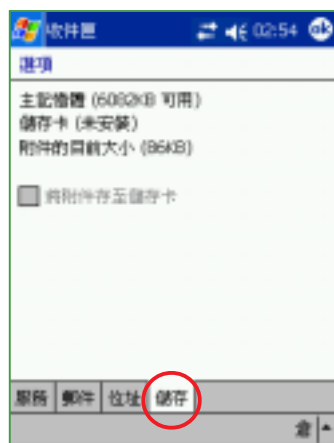 收件匣 02:54 ok
選項
主記憶體 (6082KB 可用)
儲存卡 (未安裝)
附件的目前大小 (86KB)
將附件存至儲存卡
服務 郵件 位址 儲存
倉